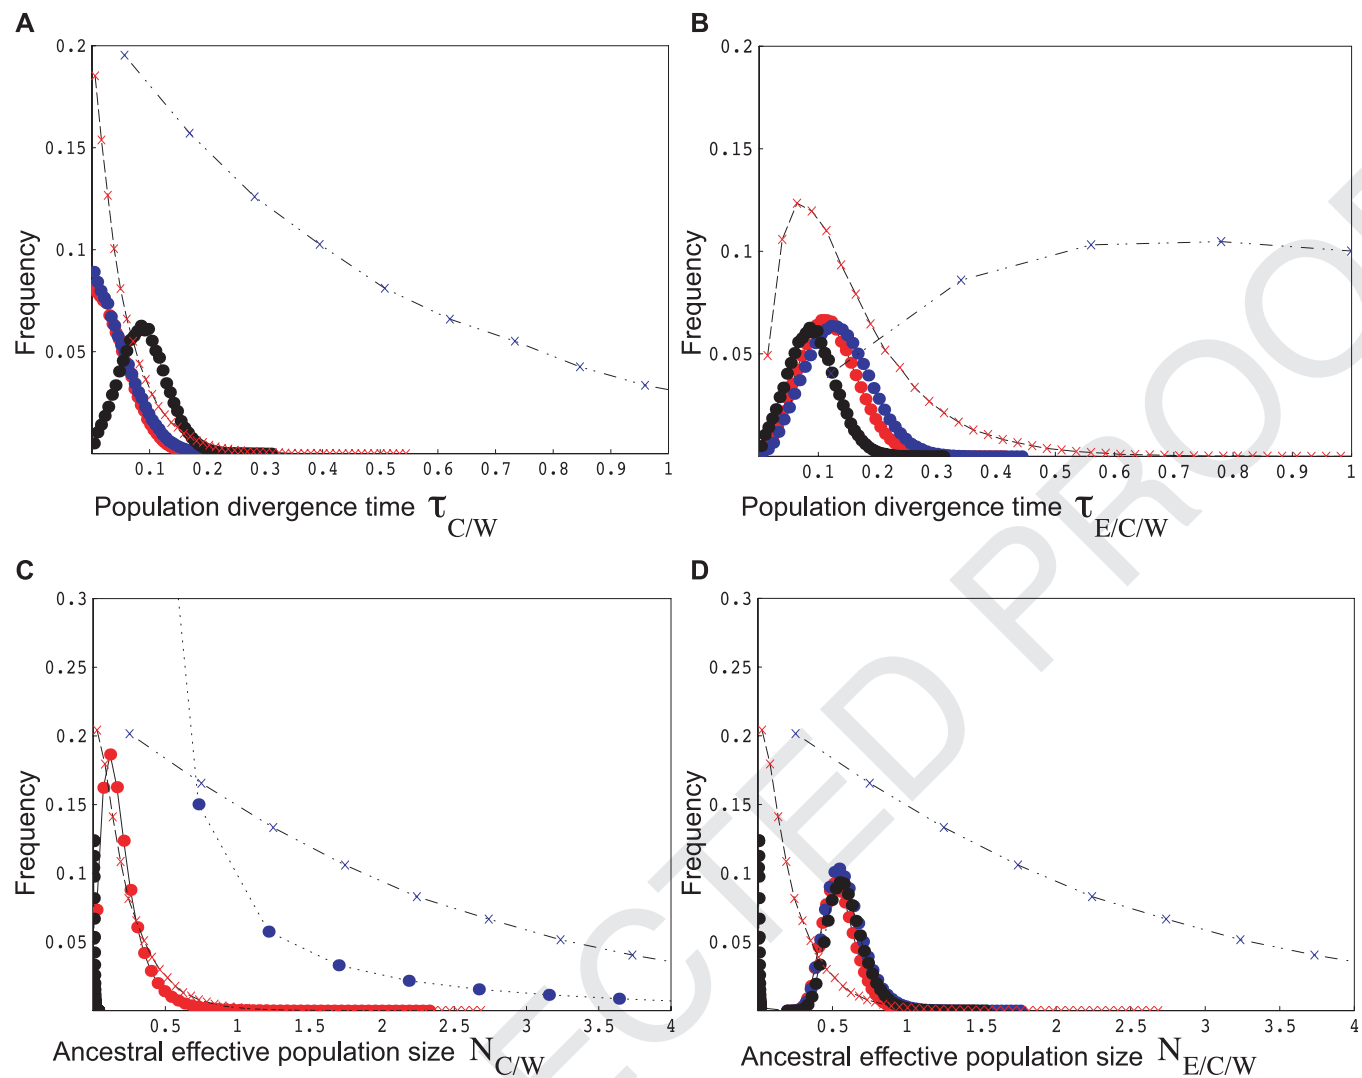 A
0.2
0.15
0.1
0.05
Frequency
0.1 0.2 0.3 0.4 0.5 0.6 0.7 0.8 0.9 1
Population divergence time τ C/W
B
0.2
0.15
0.1
0.05
Frequency
0.1 0.2 0.3 0.4 0.5 0.6 0.7 0.8 0.9 1
Population divergence time τ E/C/W
C
0.3
0.25
0.2
0.15
0.1
0.05
Frequency
0.5 1 1.5 2 2.5 3 3.5 4
Ancestral effective population size N C/W
D
0.3
0.25
0.2
0.15
0.1
0.05
Frequency
0.5 1 1.5 2 2.5 3 3.5 4
Ancestral effective population size N E/C/W
ECTED PROOF